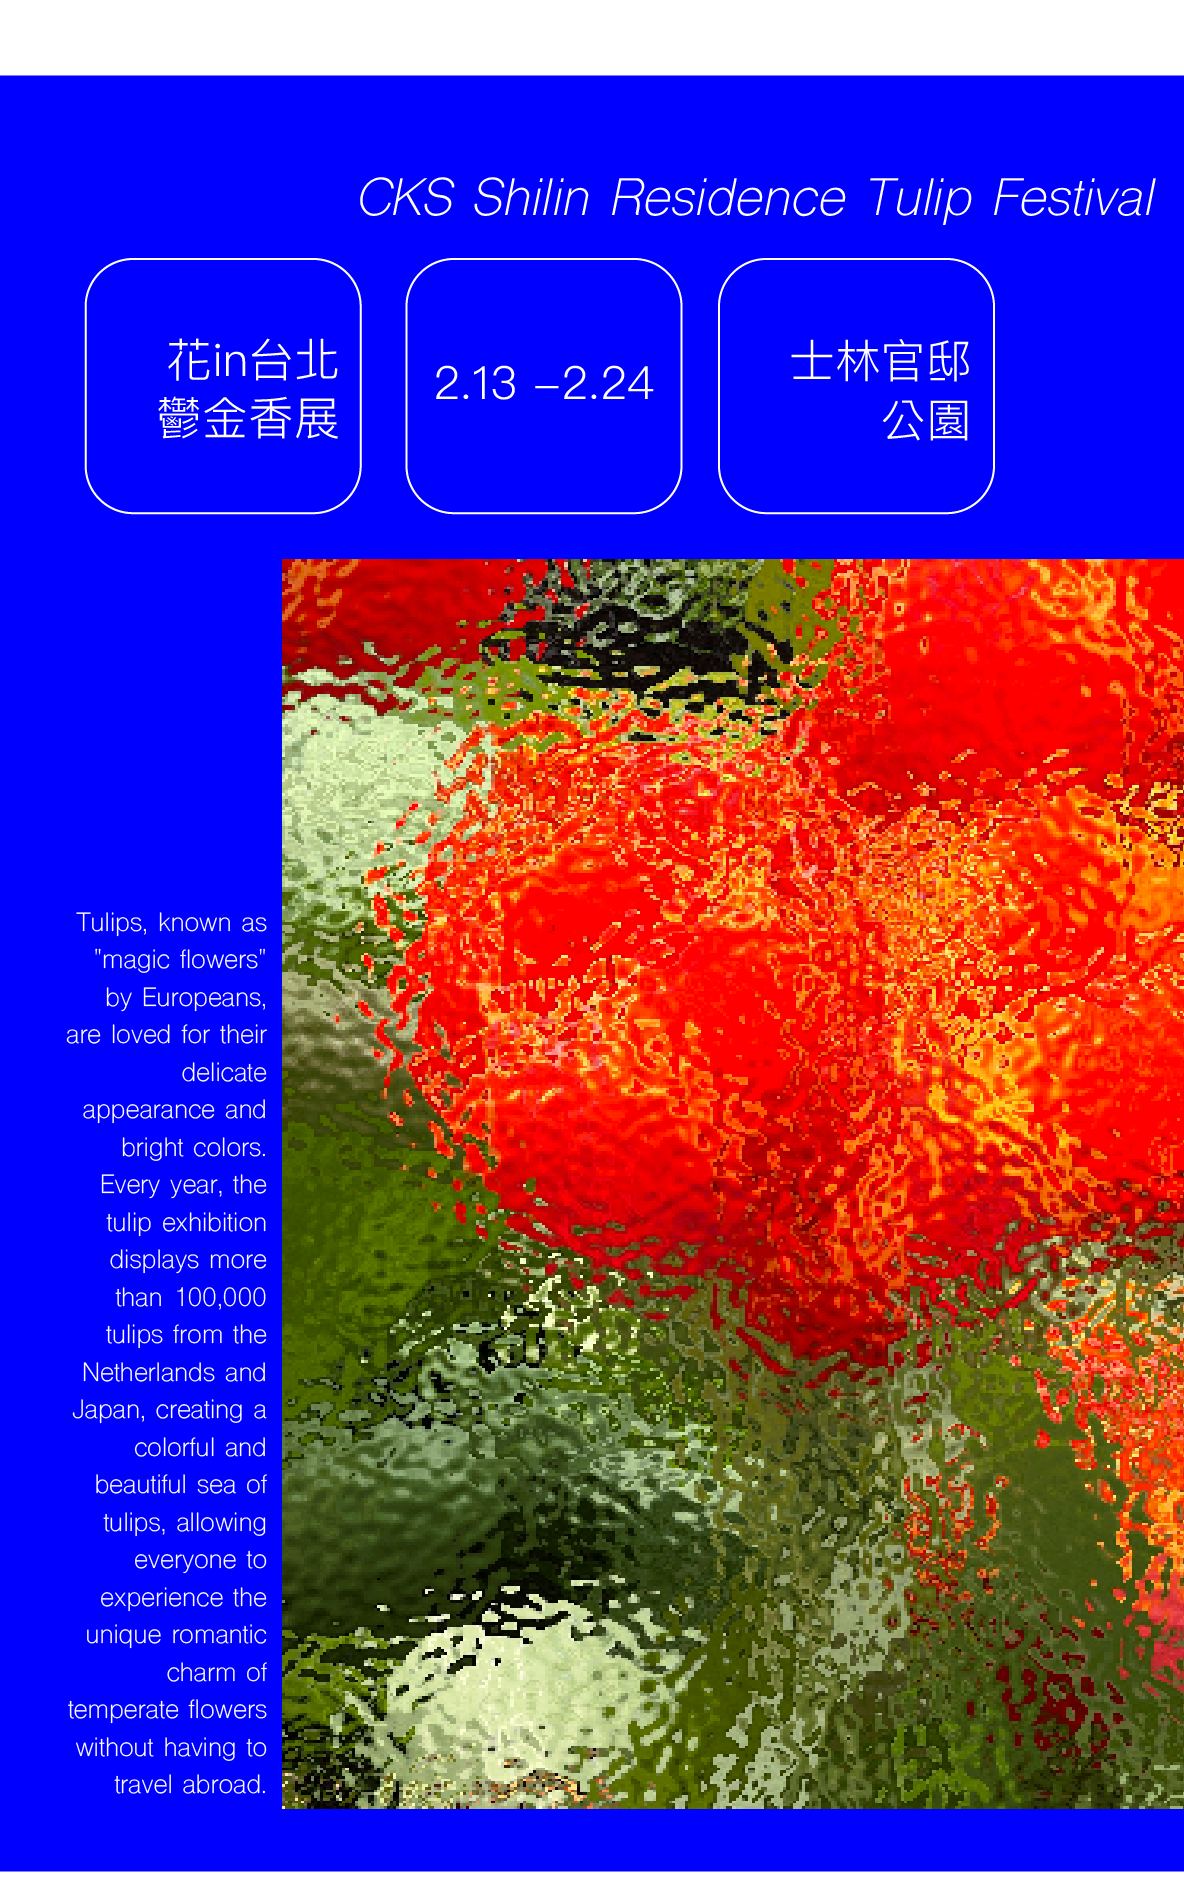 CKS Shilin Residence Tulip Festival
花in台北
鬱金香展
2.13 –2.24
士林官邸
公園
Tulips, known as
"magic flowers"
by Europeans,
are loved for their
delicate
appearance and
bright colors.
Every year, the
tulip exhibition
displays more
than 100,000
tulips from the
Netherlands and
Japan, creating a
colorful and
beautiful sea of
tulips, allowing
everyone to
experience the
unique romantic
charm of
temperate flowers
without having to
travel abroad.